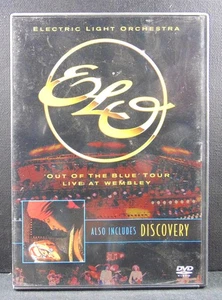 ELECTRIC LIGHT ORCHESTRA
ELO
'OUT OF THE BLUE' TOUR
LIVE AT WEMBLEY
ALSO INCLUDES DISCOVERY
DVD